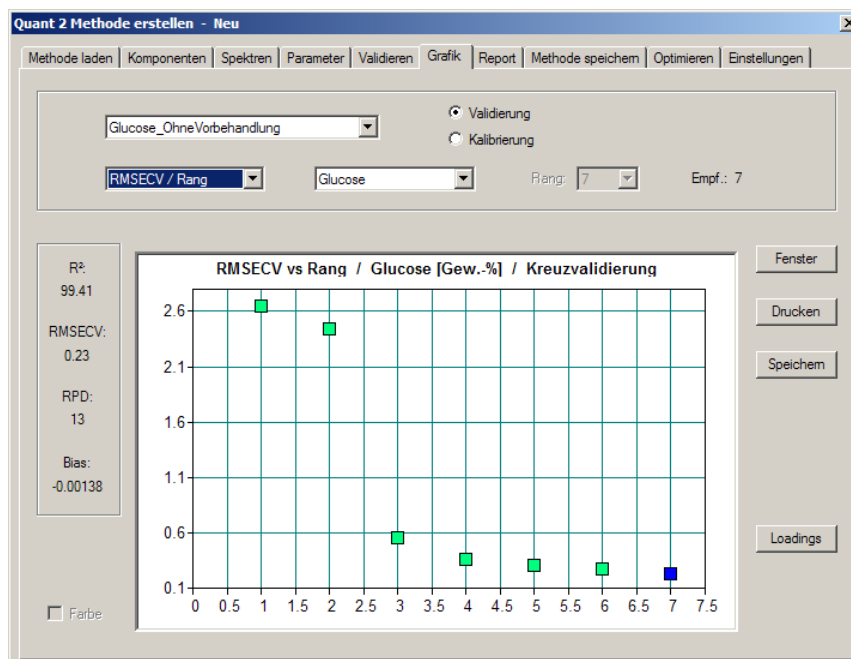 Quant 2 Methode erstellen - Neu
Methode laden Komponenten Spektren Parameter Validieren Grafik Report Methode speichern Optimieren Einstellungen
Glucose_OhneVorbehandlung
Validierung
Kalibrierung
RMSECV / Rang Glucose Rang: 7 Empf.: 7
R²:
99.41
RMSECV:
0.23
RPD:
13
Bias:
-0.00138
Farbe
RMSECV vs Rang / Glucose [Gew.-%] / Kreuzvalidierung
2.6
2.1
1.6
1.1
0.6
0.1
0 0.5 1 1.5 2 2.5 3 3.5 4 4.5 5 5.5 6 6.5 7 7.5
Fenster
Drucken
Speichern
Loadings